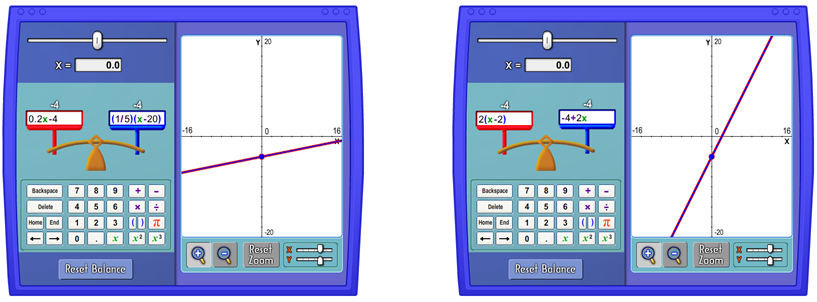 X = 0.0
-4 -4
0.2x-4 (1/5)(x-20)
Backspace 7 8 9 + -
Delete 4 5 6 × ÷
Home End 1 2 3 ( ) π
← → 0 . x x² x³
Reset Balance
Y 20
-16 0 16
X
-20
Reset Zoom
X
Y
X = 0.0
-4 -4
2(x-2) -4+2x
Backspace 7 8 9 + -
Delete 4 5 6 × ÷
Home End 1 2 3 ( ) π
← → 0 . x x² x³
Reset Balance
Y 20
-16 0 16
X
-20
Reset Zoom
X
Y